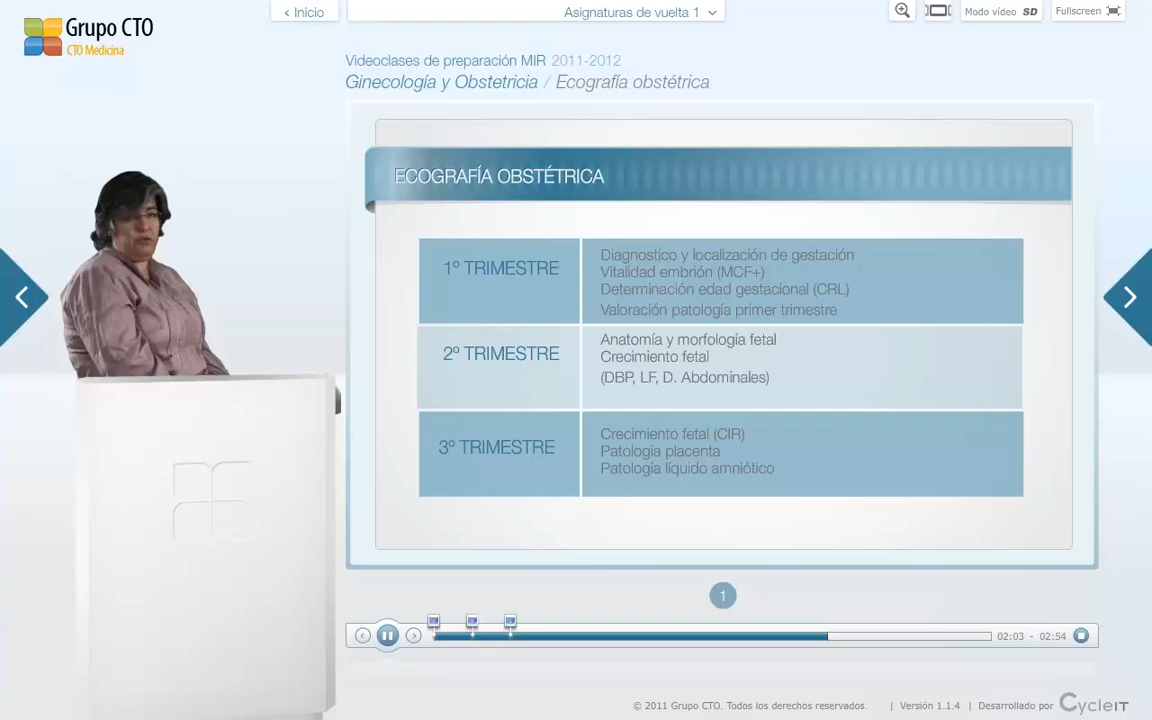 Grupo CTO
CTO Medicina
‹ Inicio
Asignaturas de vuelta 1
Modo vídeo SD
Fullscreen
Videoclases de preparación MIR 2011-2012
Ginecología y Obstetricia / Ecografía obstétrica
ECOGRAFÍA OBSTÉTRICA
1º TRIMESTRE
Diagnostico y localización de gestación
Vitalidad embrión (MCF+)
Determinación edad gestacional (CRL)
Valoración patología primer trimestre
2º TRIMESTRE
Anatomía y morfología fetal
Crecimiento fetal
(DBP, LF, D. Abdominales)
3º TRIMESTRE
Crecimiento fetal (CIR)
Patología placenta
Patología líquido amniótico
1
02:03 - 02:54
© 2011 Grupo CTO. Todos los derechos reservados. | Versión 1.1.4 | Desarrollado por CycleIT